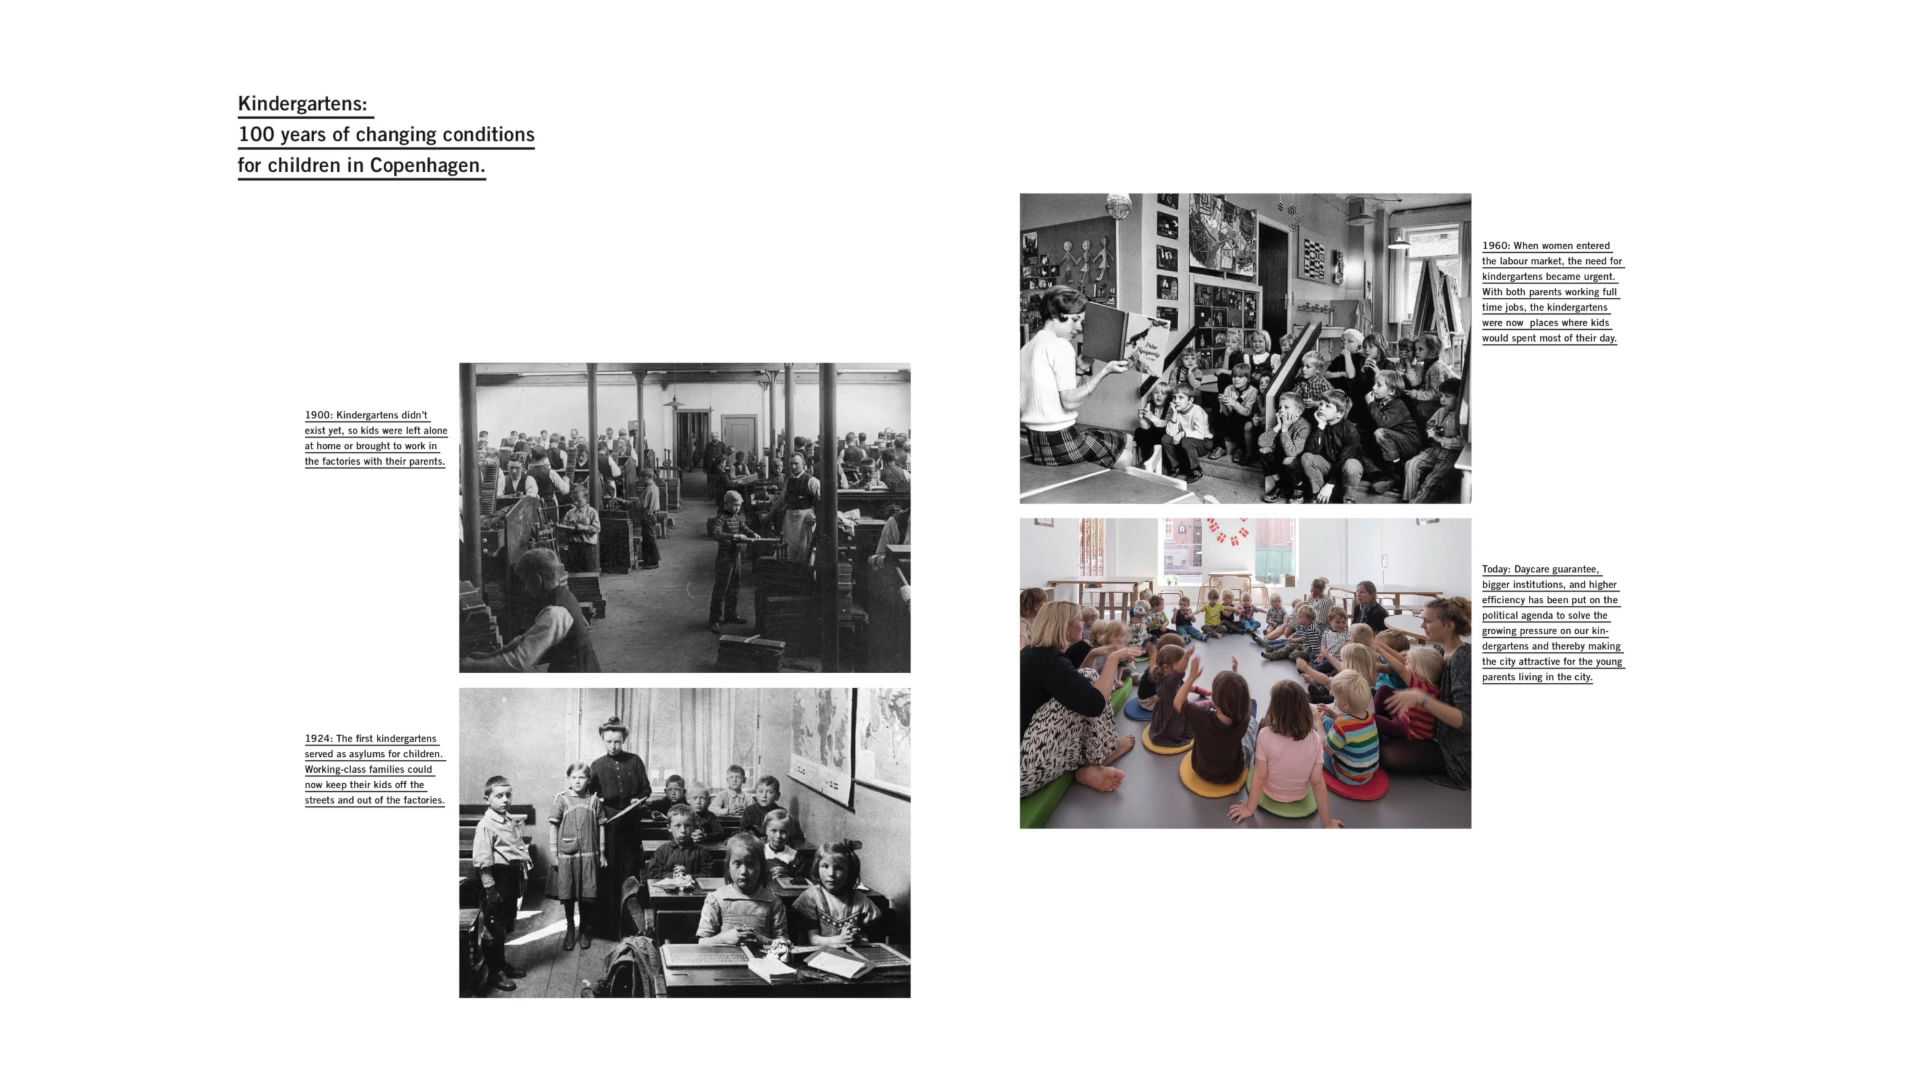 Kindergartens:
100 years of changing conditions
for children in Copenhagen.
1900: Kindergartens didn't
exist yet, so kids were left alone
at home or brought to work in
the factories with their parents.
1924: The first kindergartens
served as asylums for children.
Working-class families could
now keep their kids off the
streets and out of the factories.
1960: When women entered
the labour market, the need for
kindergartens became urgent.
With both parents working full
time jobs, the kindergartens
were now  places where kids
would spent most of their day.
Today: Daycare guarantee,
bigger institutions, and higher
efficiency has been put on the
political agenda to solve the
growing pressure on our kin-
dergartens and thereby making
the city attractive for the young
parents living in the city.